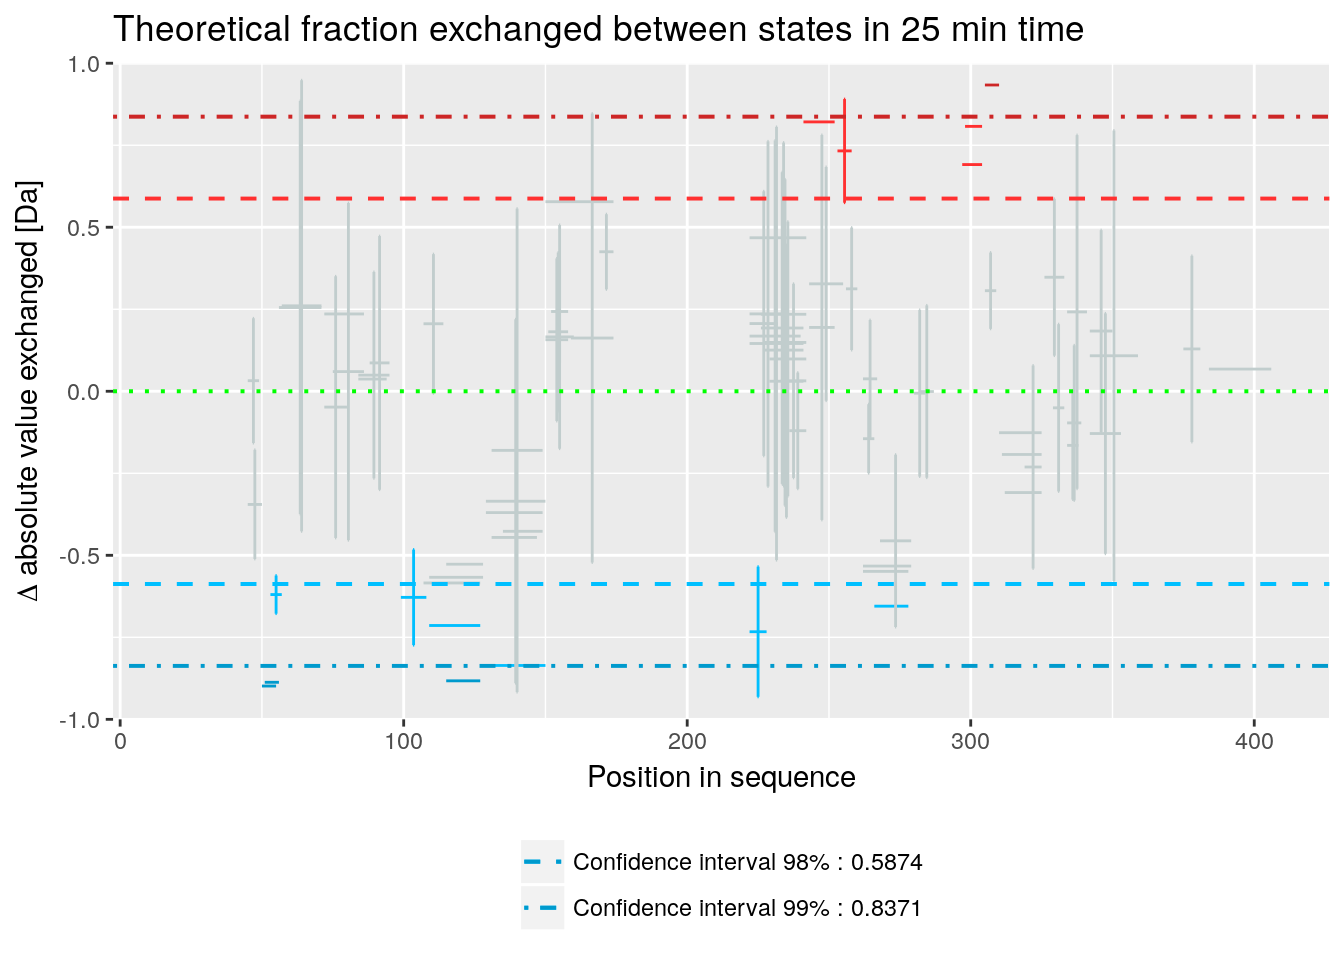 Theoretical fraction exchanged between states in 25 min time
1.0
0.5
0.0
-0.5
-1.0
Δ absolute value exchanged [Da]
0 100 200 300 400
Position in sequence
Confidence interval 98% : 0.5874
Confidence interval 99% : 0.8371